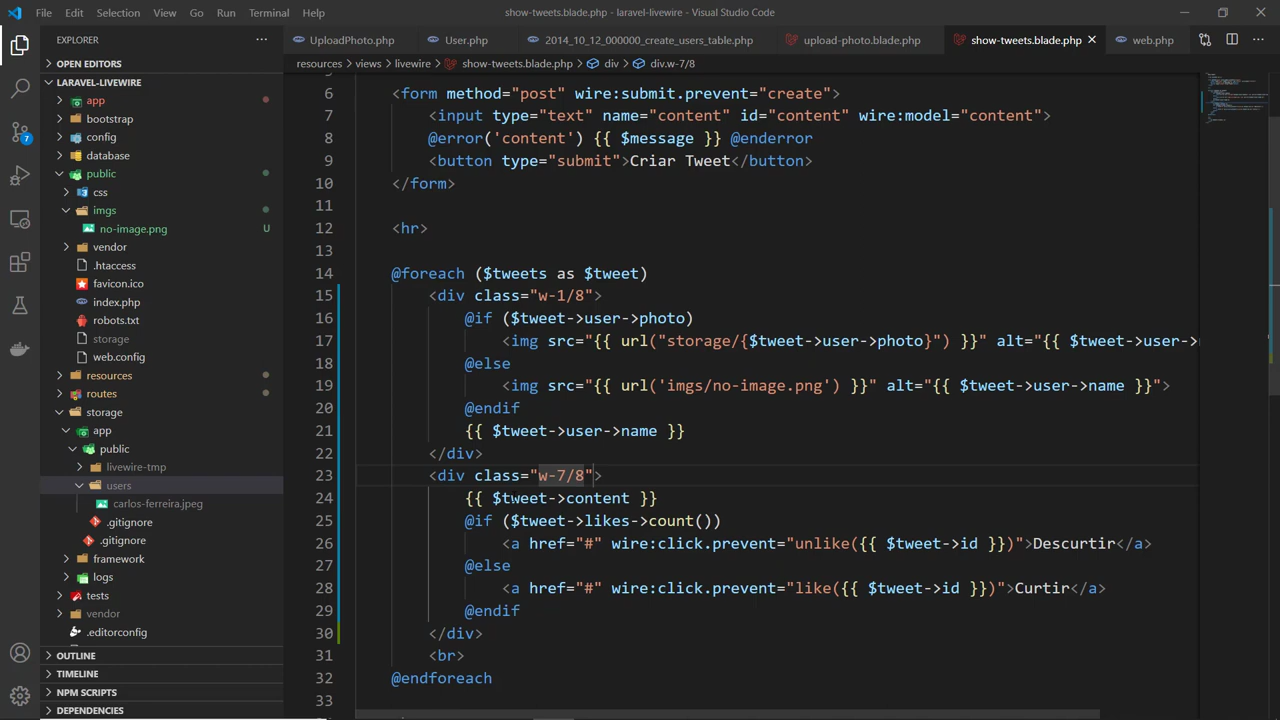 File Edit Selection View Go Run Terminal Help show-tweets.blade.php - laravel-livewire - Visual Studio Code
EXPLORER
OPEN EDITORS
LARAVEL-LIVEWIRE
app
bootstrap
config
database
public
css
imgs
no-image.png U
vendor
.htaccess
favicon.ico
index.php
robots.txt
storage
web.config
resources
routes
storage
app
public
livewire-tmp
users
carlos-ferreira.jpeg
.gitignore
.gitignore
framework
logs
tests
vendor
.editorconfig
OUTLINE
TIMELINE
NPM SCRIPTS
DEPENDENCIES
7
UploadPhoto.php User.php 2014_10_12_000000_create_users_table.php upload-photo.blade.php show-tweets.blade.php web.php
resources > views > livewire > show-tweets.blade.php > div > div.w-7/8
6 <form method="post" wire:submit.prevent="create">
7 <input type="text" name="content" id="content" wire:model="content">
8 @error('content') {{ $message }} @enderror
9 <button type="submit">Criar Tweet</button>
10 </form>
11
12 <hr>
13
14 @foreach ($tweets as $tweet)
15 <div class="w-1/8">
16 @if ($tweet->user->photo)
17 <img src="{{ url("storage/{$tweet->user->photo}") }}" alt="{{ $tweet->user->
18 @else
19 <img src="{{ url('imgs/no-image.png') }}" alt="{{ $tweet->user->name }}">
20 @endif
21 {{ $tweet->user->name }}
22 </div>
23 <div class="w-7/8">
24 {{ $tweet->content }}
25 @if ($tweet->likes->count())
26 <a href="#" wire:click.prevent="unlike({{ $tweet->id }})">Descurtir</a>
27 @else
28 <a href="#" wire:click.prevent="like({{ $tweet->id }})">Curtir</a>
29 @endif
30 </div>
31 <br>
32 @endforeach
33